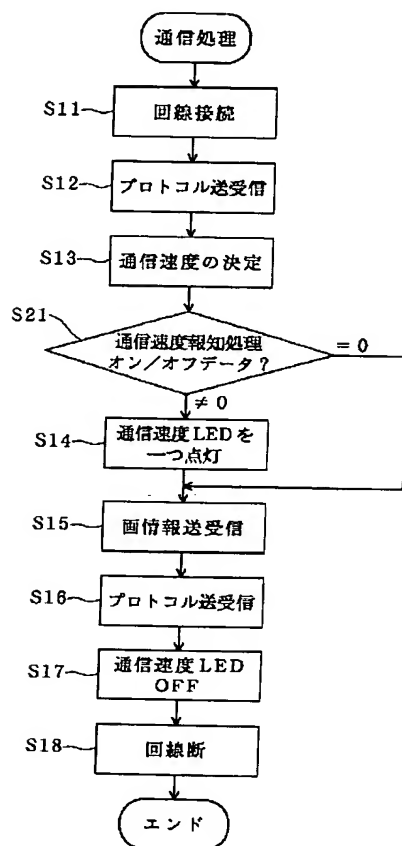 通信処理
S11
回線接続
S12
プロトコル送受信
S13
通信速度の決定
S21
通信速度報知処理
オン/オフデータ?
=0
≠0
S14
通信速度LEDを
一つ点灯
S15
画情報送受信
S16
プロトコル送受信
S17
通信速度LED
OFF
S18
回線断
エンド